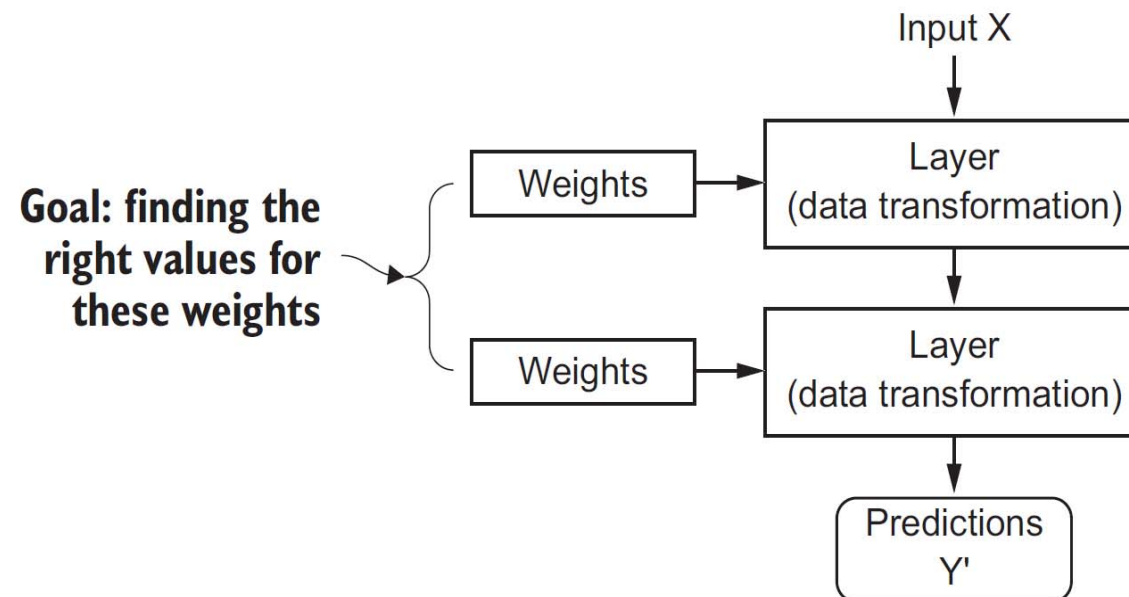 Input X
Goal: finding the
right values for
these weights
Weights
Layer
(data transformation)
Weights
Layer
(data transformation)
Predictions
Y'